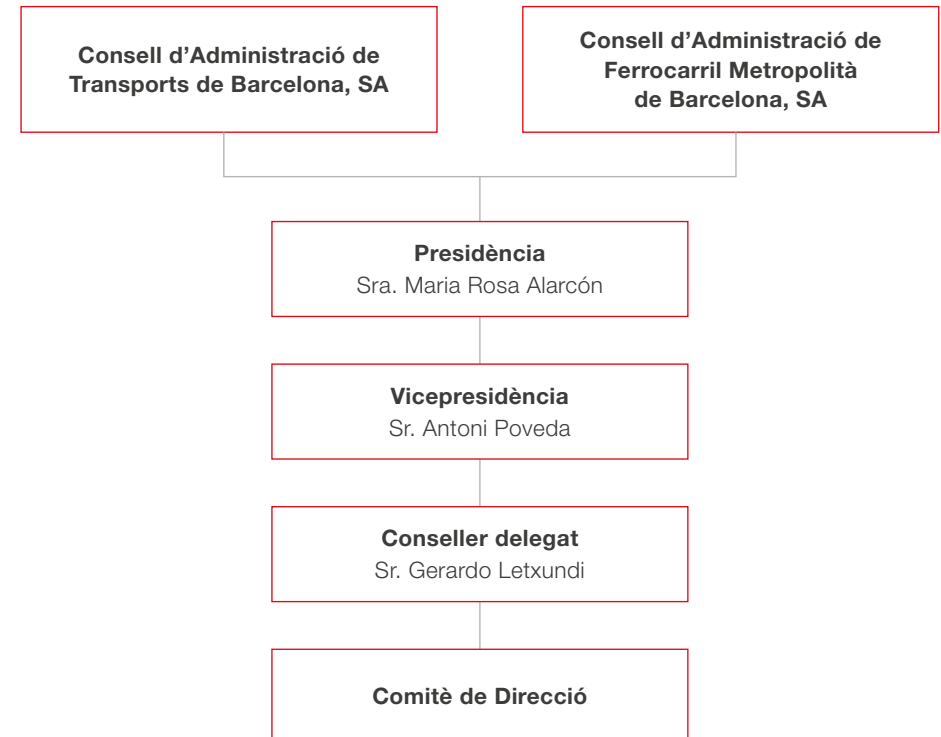 Consell d’Administració de
Transports de Barcelona, SA
Consell d’Administració de
Ferrocarril Metropolità
de Barcelona, SA
Presidència
Sra. Maria Rosa Alarcón
Vicepresidència
Sr. Antoni Poveda
Conseller delegat
Sr. Gerardo Letxundi
Comitè de Direcció